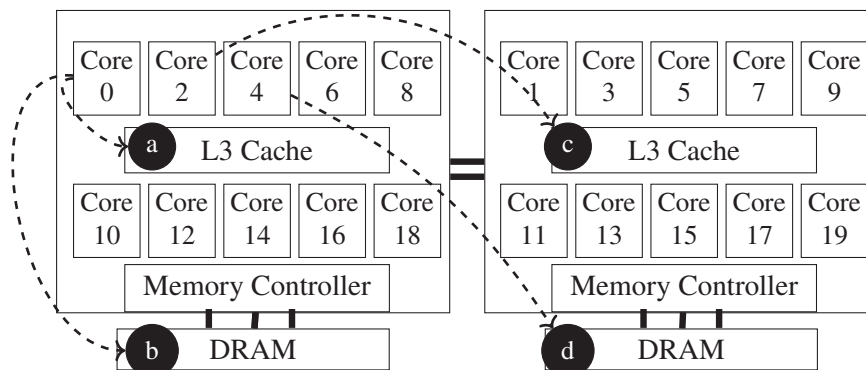 Core 0 Core 2 Core 4 Core 6 Core 8
a L3 Cache
Core 10 Core 12 Core 14 Core 16 Core 18
Memory Controller
b DRAM
Core 1 Core 3 Core 5 Core 7 Core 9
c L3 Cache
Core 11 Core 13 Core 15 Core 17 Core 19
Memory Controller
d DRAM